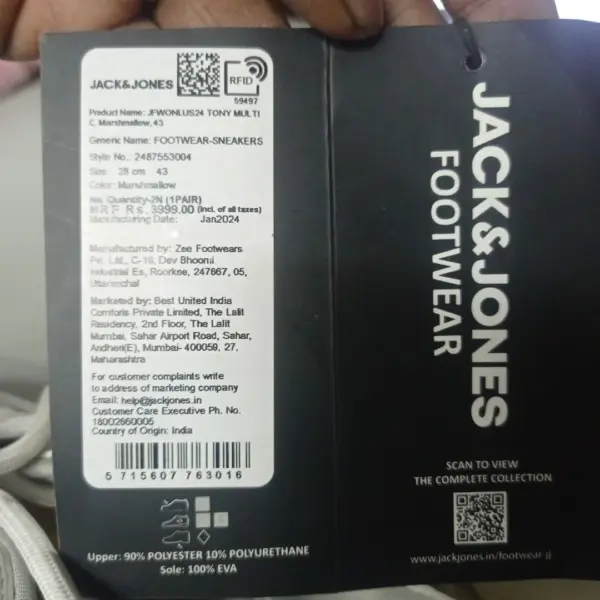 JACK&JONES
RFID
59497
Product Name: JFWONLUS24 TONY MULTI
C. Marshmallow, 43
Generic Name: FOOTWEAR-SNEAKERS
Style No.: 2487553004
Size 28 cm 43
Color: Marshmallow
Net Quantity-2N (1PAIR)
MRP Rs. 3999.00 (incl. of all taxes)
Manufacturing Date: Jan2024
Manufactured by: Zee Footwears
Pvt. Ltd., C-10, Dev Bhoomi
Industrial Es, Roorkee, 247667, 05,
Uttaranchal
Marketed by: Best United India
Comforts Private Limited, The Lalit
Residency, 2nd Floor, The Lalit
Mumbai, Sahar Airport Road, Sahar,
Andheri(E), Mumbai- 400059, 27,
Maharashtra
For customer complaints write
to address of marketing company
Email: help@jackjones.in
Customer Care Executive Ph. No.
18002660005
Country of Origin: India
5 715607 763016
Upper: 90% POLYESTER 10% POLYURETHANE
Sole: 100% EVA
JACK&JONES
FOOTWEAR
SCAN TO VIEW
THE COMPLETE COLLECTION
www.jackjones.in/footwear-jj